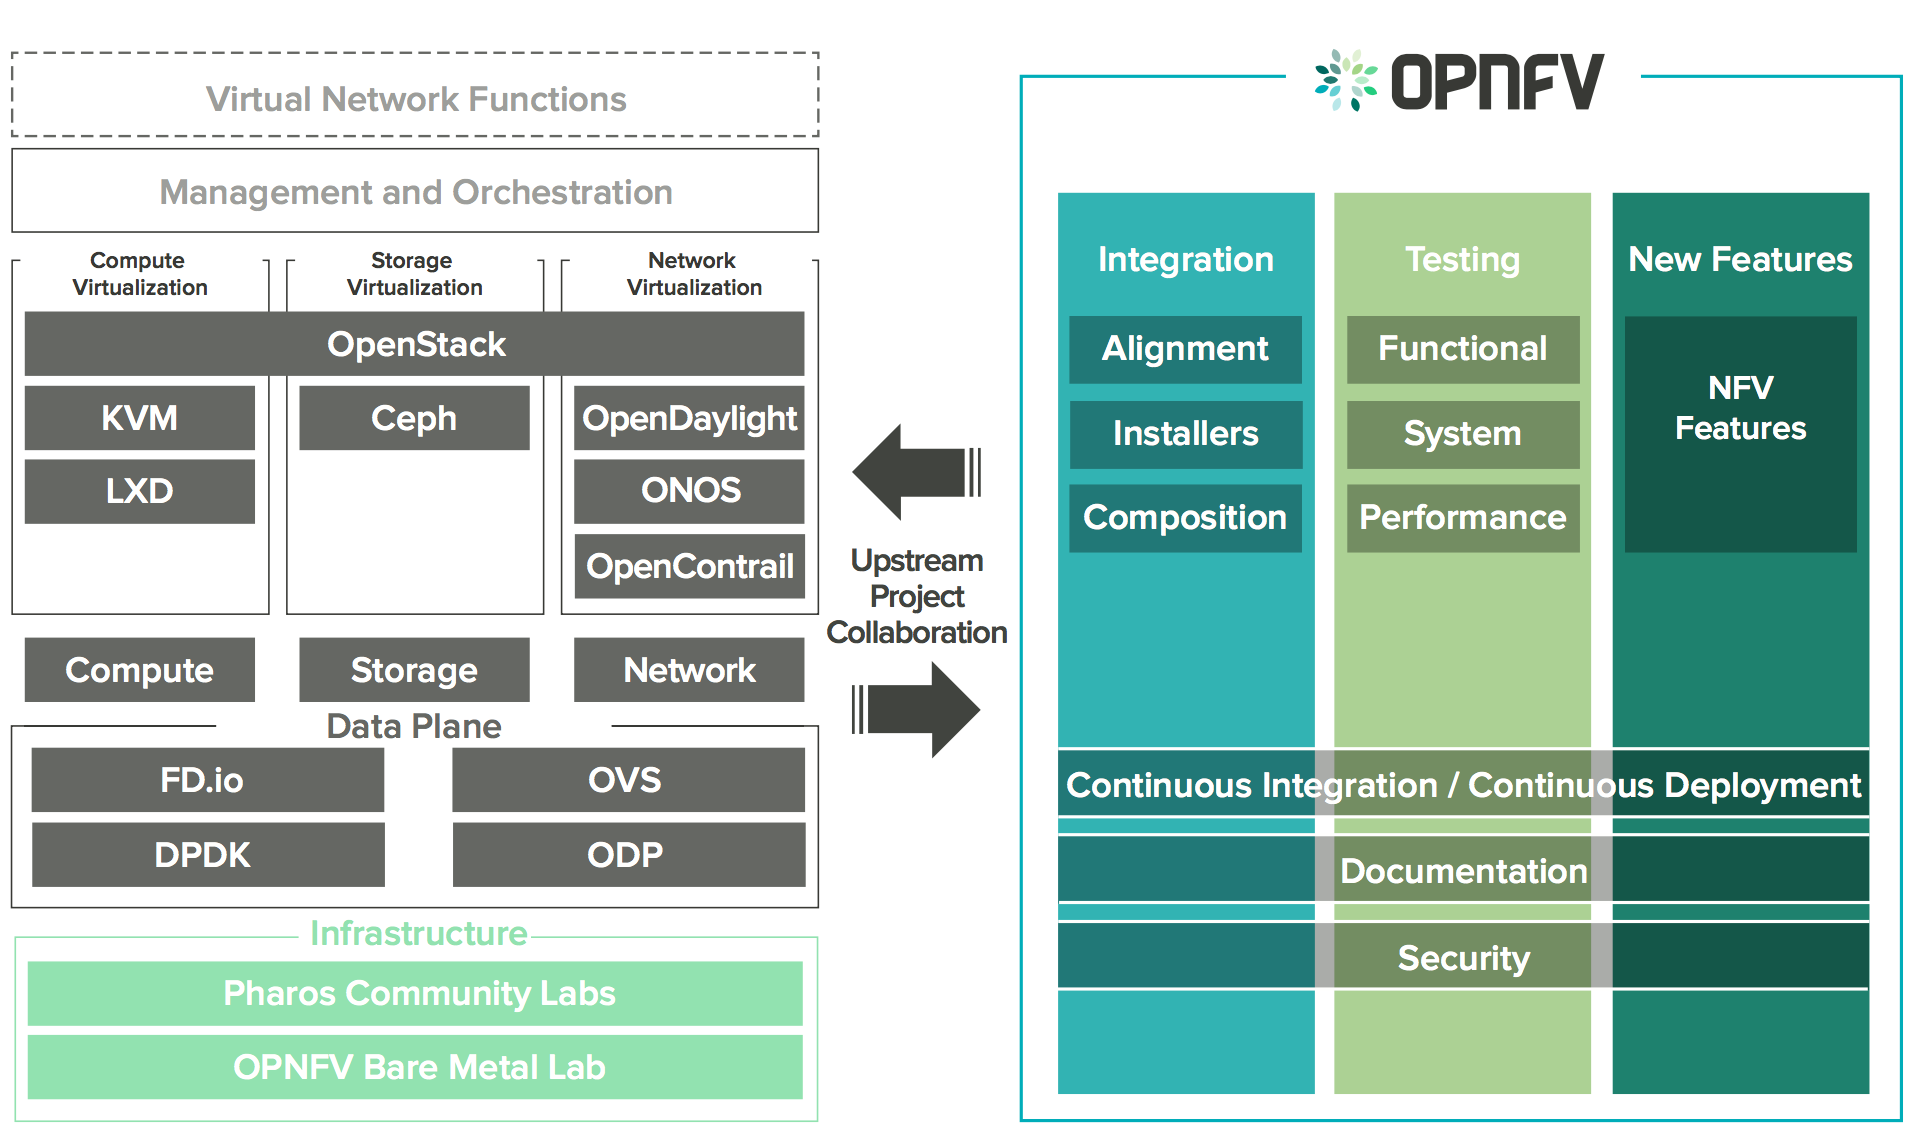 Virtual Network Functions
Management and Orchestration
Compute
Virtualization
Storage
Virtualization
Network
Virtualization
OpenStack
KVM
Ceph
OpenDaylight
LXD
ONOS
OpenContrail
Compute
Storage
Network
Data Plane
FD.io
OVS
DPDK
ODP
Infrastructure
Pharos Community Labs
OPNFV Bare Metal Lab
Upstream
Project
Collaboration
OPNFV
Integration
Testing
New Features
Alignment
Functional
NFV
Features
Installers
System
Composition
Performance
Continuous Integration / Continuous Deployment
Documentation
Security